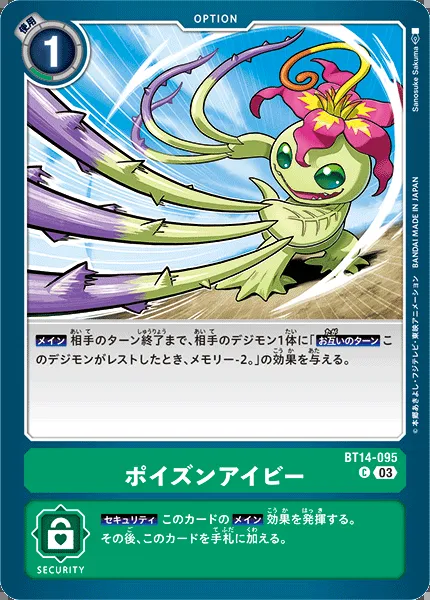 OPTION
使用
1
Sanosuke Sakuma
©本郷あきよし・フジテレビ・東映アニメーション BANDAI MADE IN JAPAN
メイン 相手のターン終了まで、相手のデジモン1体に「お互いのターン こ
のデジモンがレストしたとき、メモリー-2。」の効果を与える。
BT14-095
ポイズンアイビー
C 03
セキュリティ このカードの メイン 効果を発揮する。
その後、このカードを手札に加える。
SECURITY